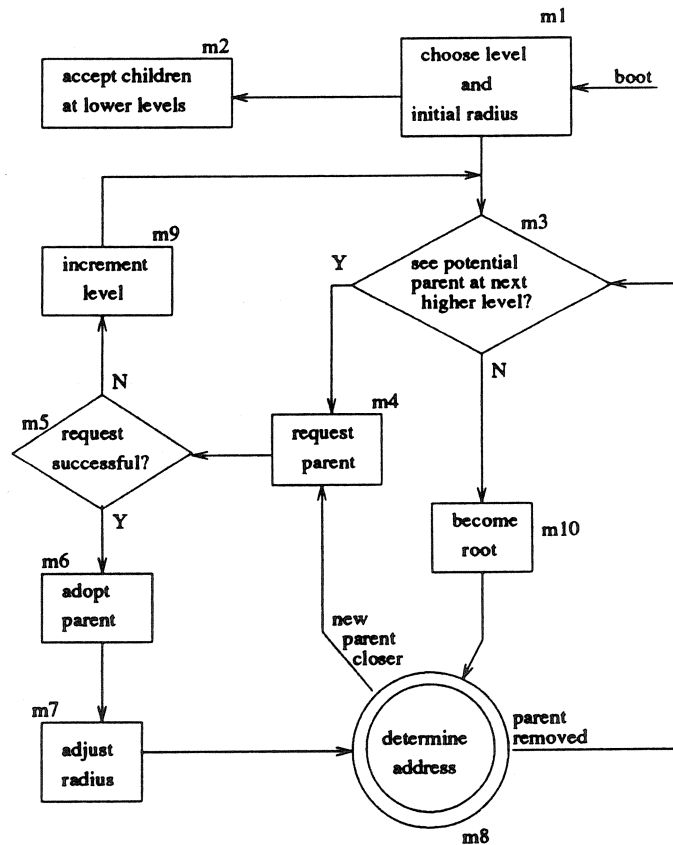 m1
choose level
and
initial radius
boot
m2
accept children
at lower levels
m3
see potential
parent at next
higher level?
Y
N
m9
increment
level
N
m5
request
successful?
Y
m4
request
parent
become
root
m10
m6
adopt
parent
new
parent
closer
m7
adjust
radius
determine
address
parent
removed
m8